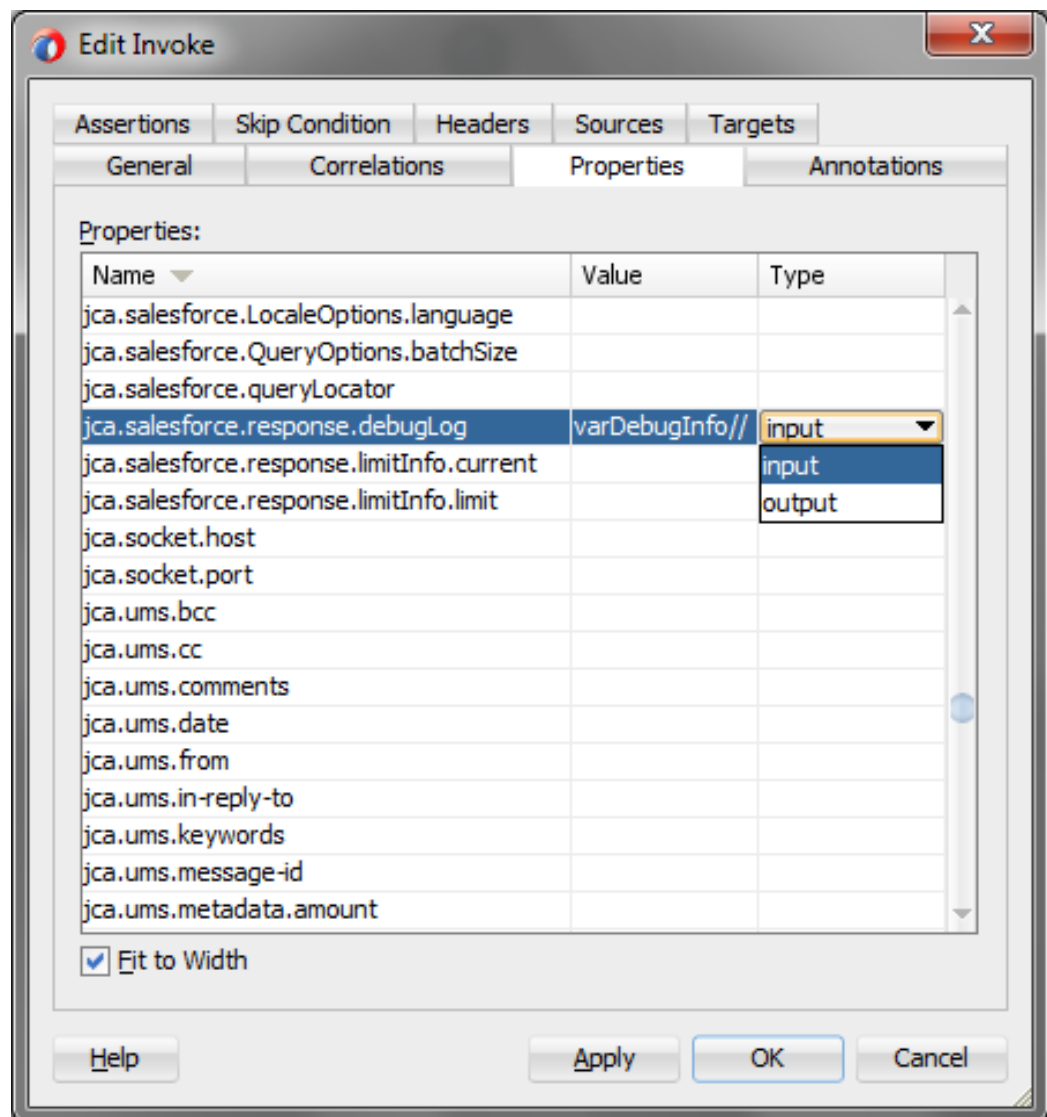 Edit Invoke
Assertions Skip Condition Headers Sources Targets
General Correlations Properties Annotations
Properties:
Name Value Type
jca.salesforce.LocaleOptions.language
jca.salesforce.QueryOptions.batchSize
jca.salesforce.queryLocator
jca.salesforce.response.debugLog varDebugInfo// input
jca.salesforce.response.limitInfo.current input
jca.salesforce.response.limitInfo.limit output
jca.socket.host
jca.socket.port
jca.ums.bcc
jca.ums.cc
jca.ums.comments
jca.ums.date
jca.ums.from
jca.ums.in-reply-to
jca.ums.keywords
jca.ums.message-id
jca.ums.metadata.amount
Fit to Width
Help Apply OK Cancel